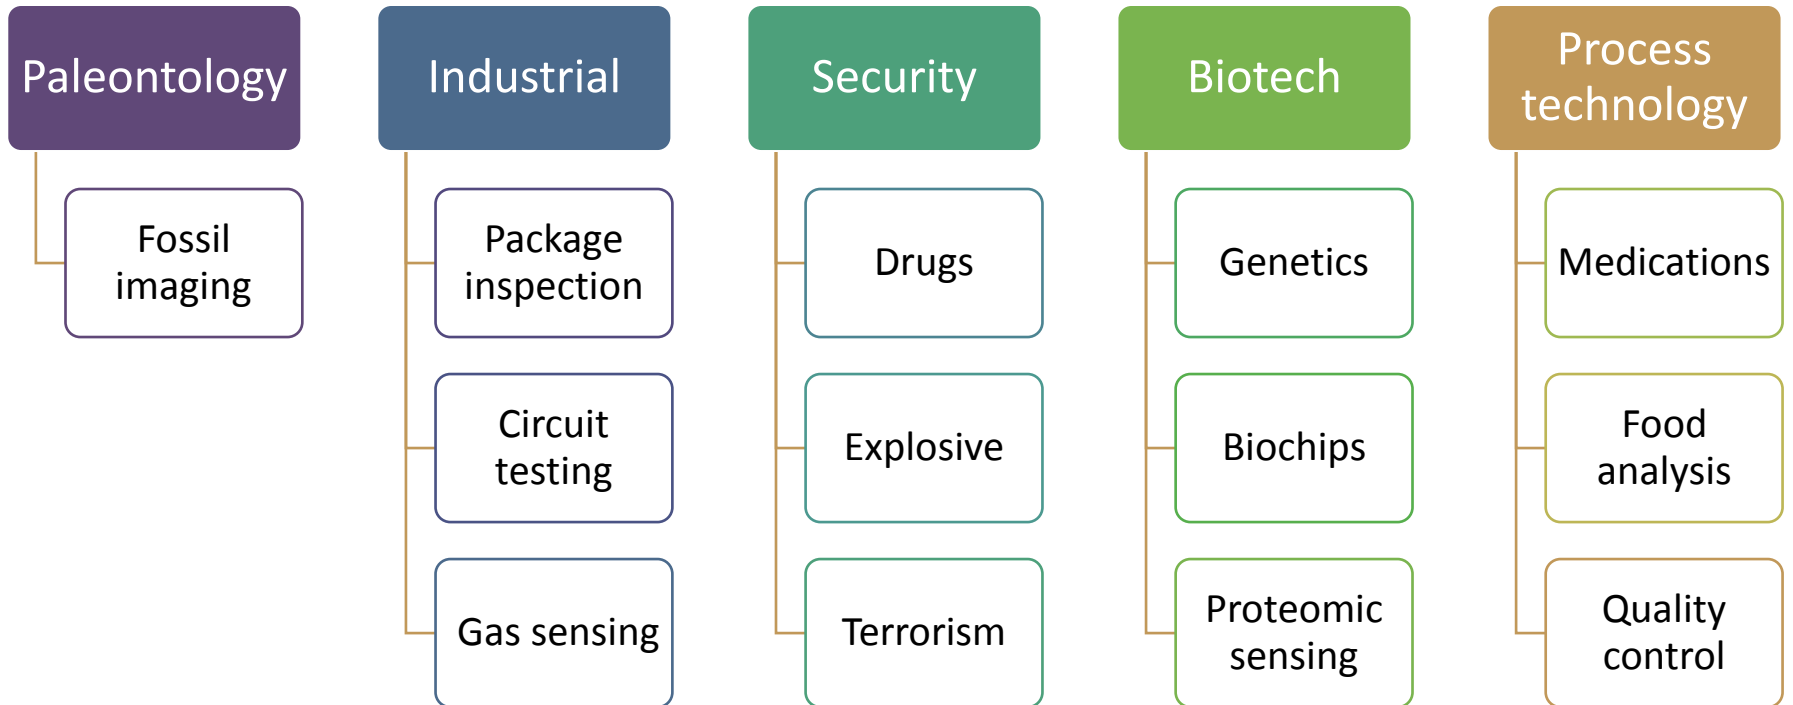 Paleontology
Fossil
imaging
Industrial
Package
inspection
Circuit
testing
Gas sensing
Security
Drugs
Explosive
Terrorism
Biotech
Genetics
Biochips
Proteomic
sensing
Process
technology
Medications
Food
analysis
Quality
control